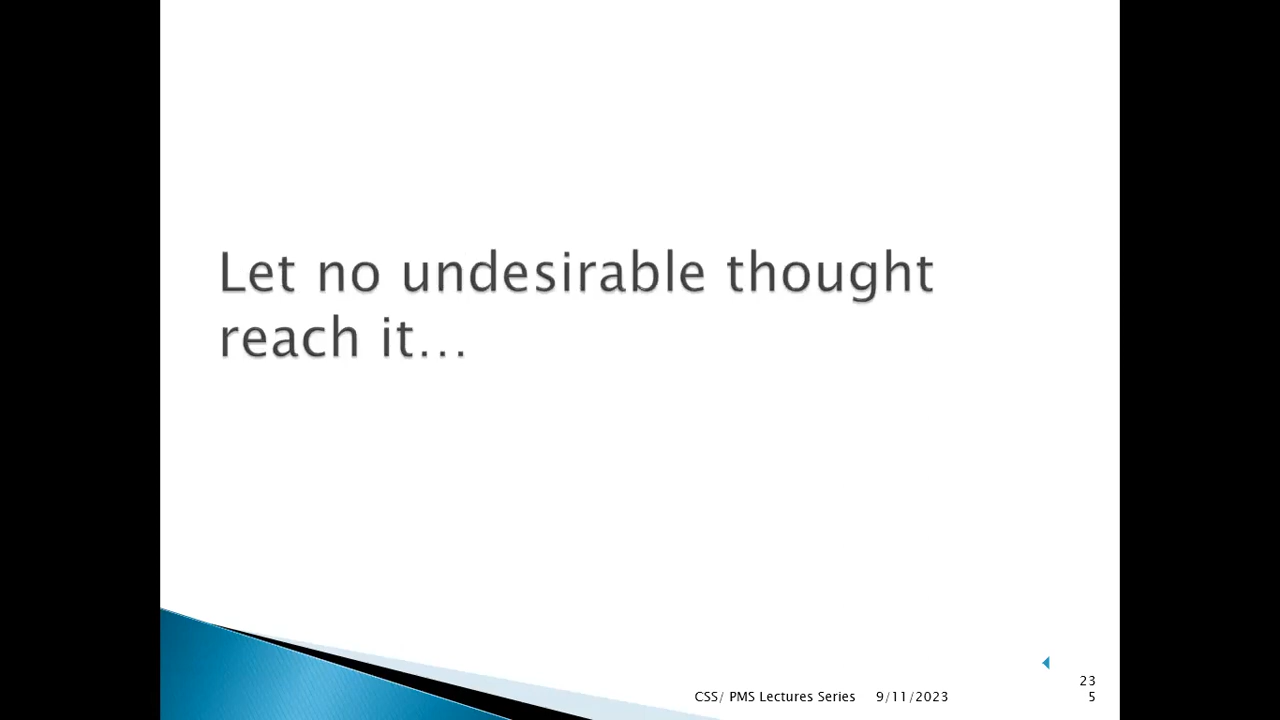 Let no undesirable thought
reach it...
CSS/ PMS Lectures Series 9/11/2023
23
5